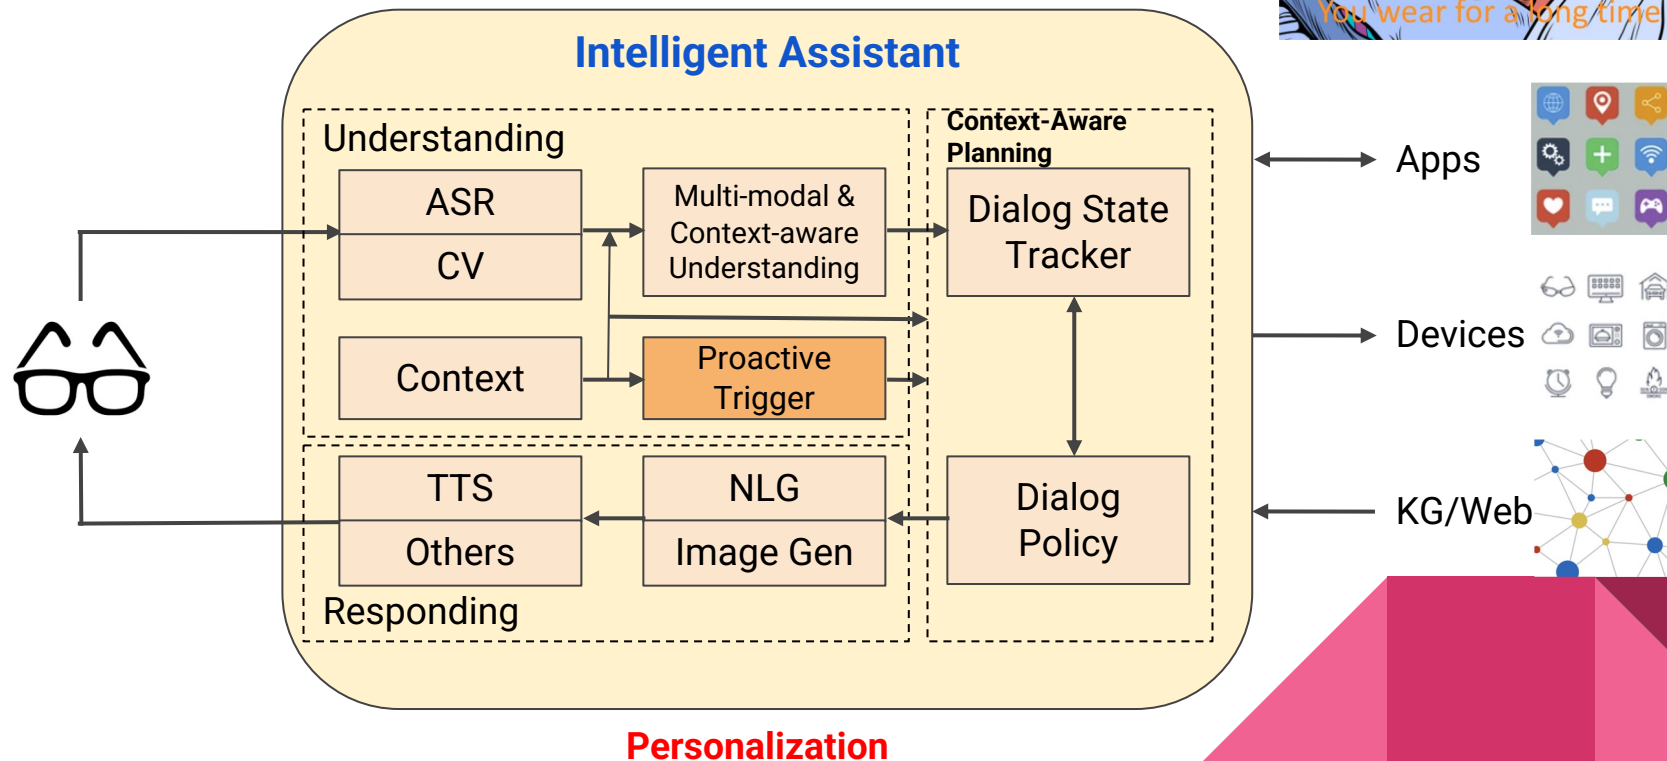 You wear for a long time
Intelligent Assistant
Understanding
ASR
CV
Multi-modal &
Context-aware
Understanding
Context-Aware
Planning
Dialog State
Tracker
Context
Proactive
Trigger
TTS
Others
NLG
Image Gen
Dialog
Policy
Responding
Apps
Devices
KG/Web
Personalization